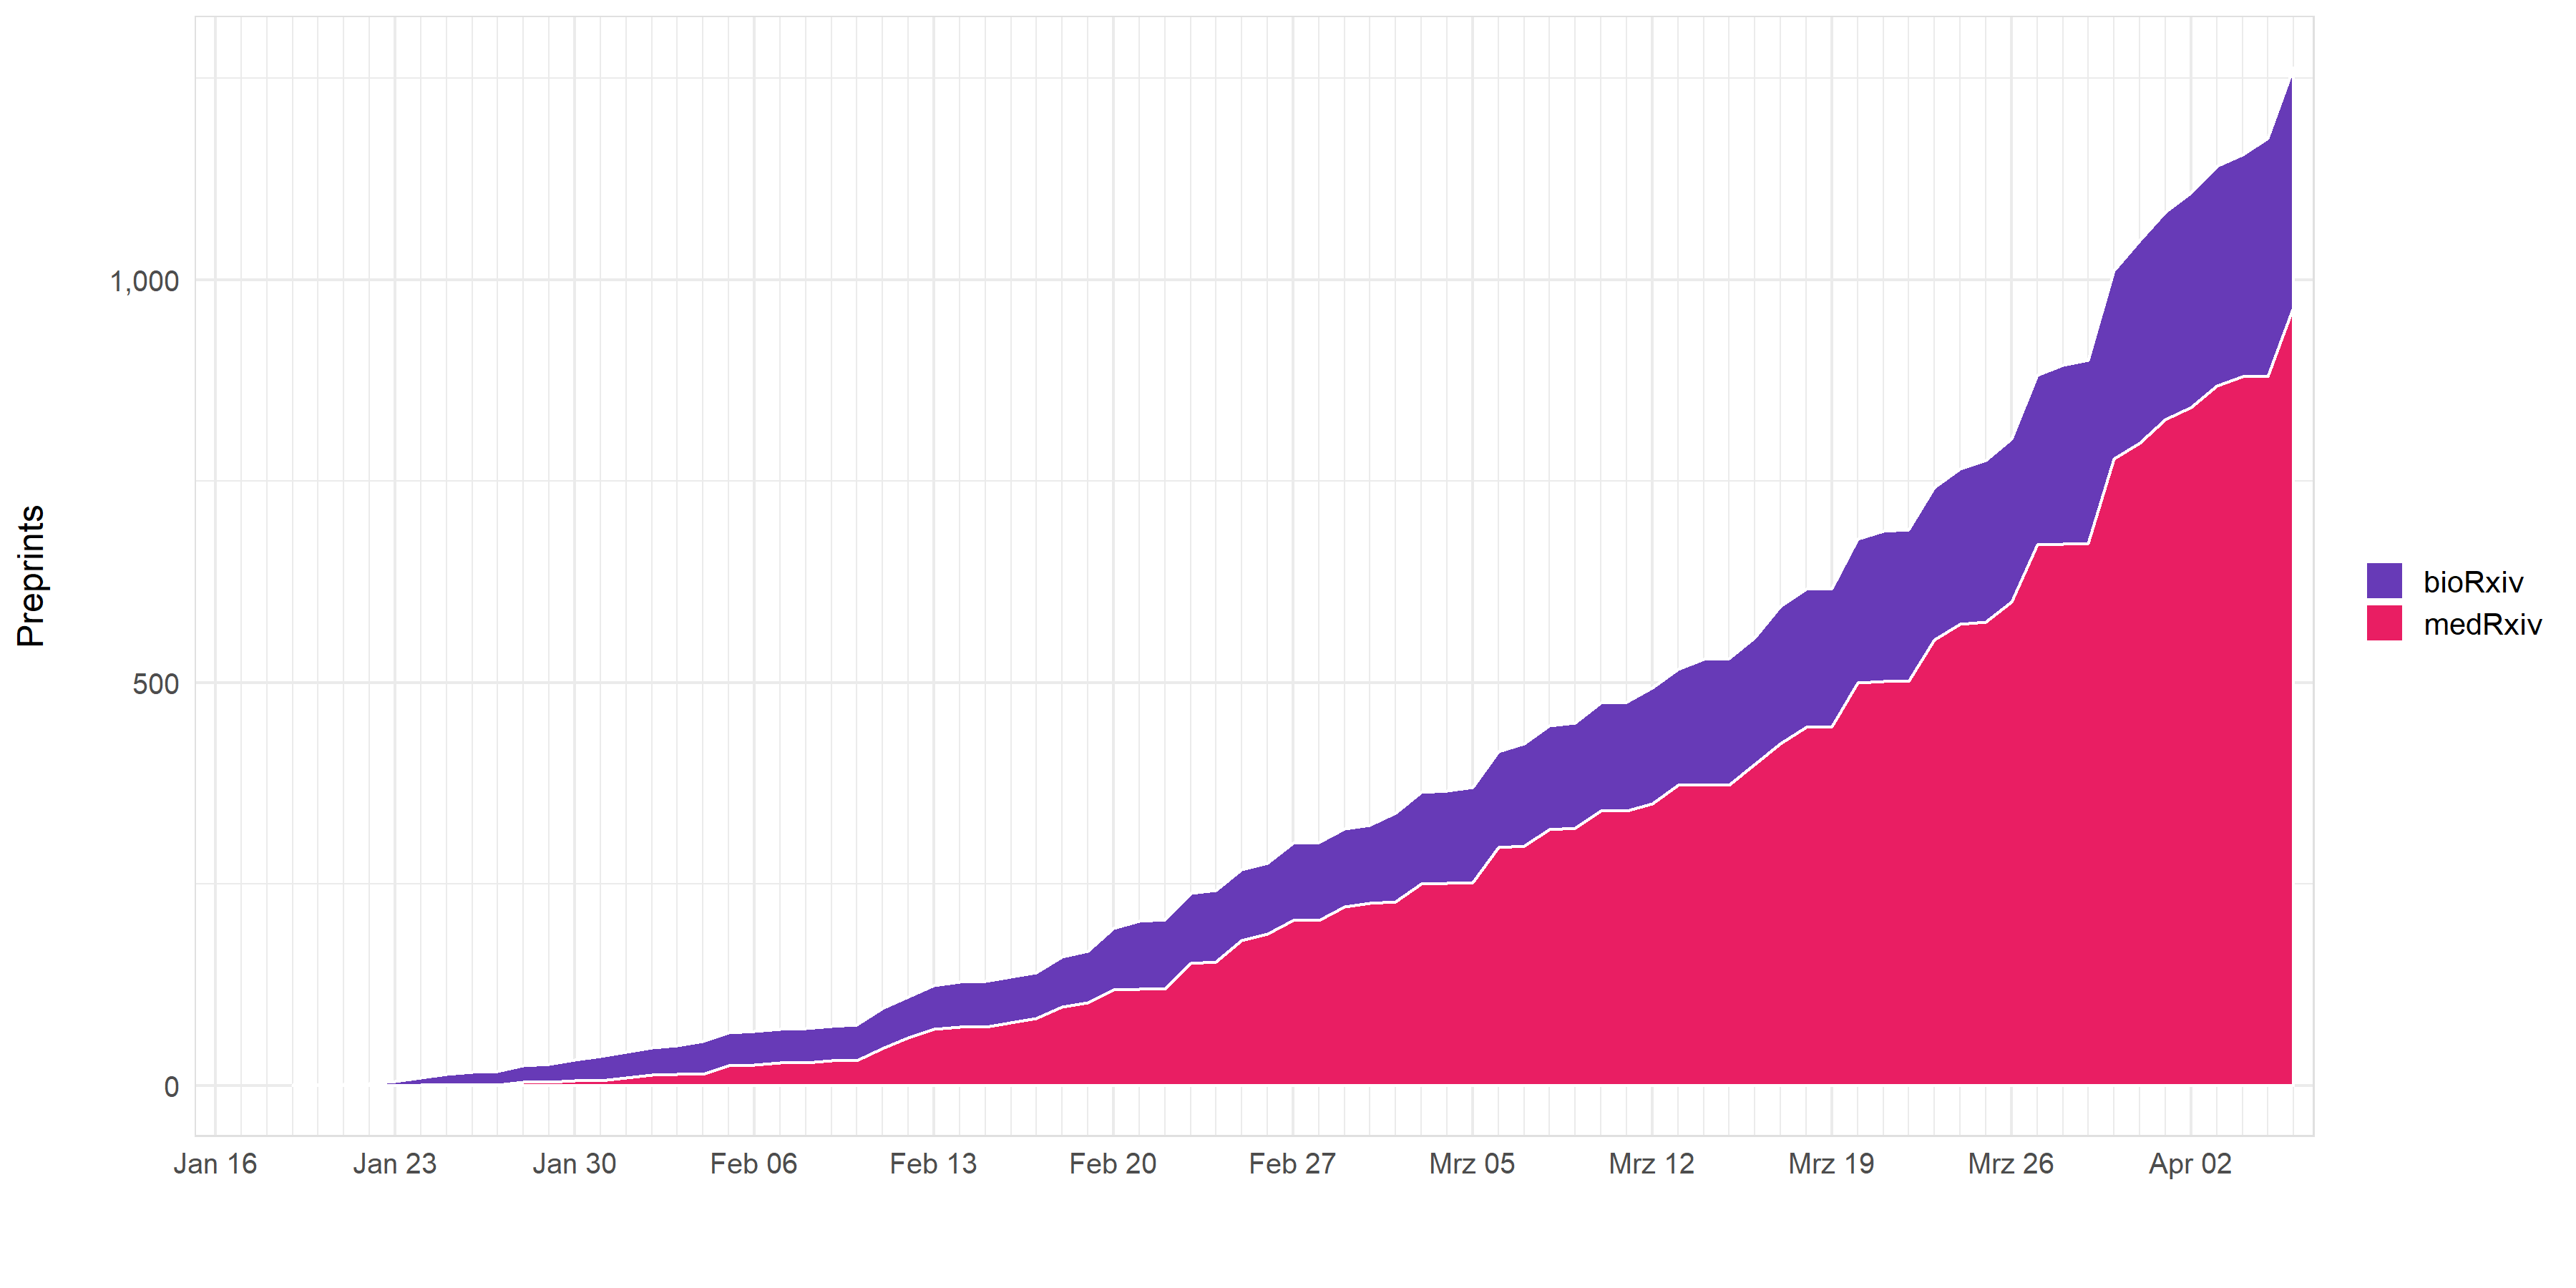 Preprints
1,000
500
0
Jan 16 Jan 23 Jan 30 Feb 06 Feb 13 Feb 20 Feb 27 Mrz 05 Mrz 12 Mrz 19 Mrz 26 Apr 02
bioRxiv
medRxiv